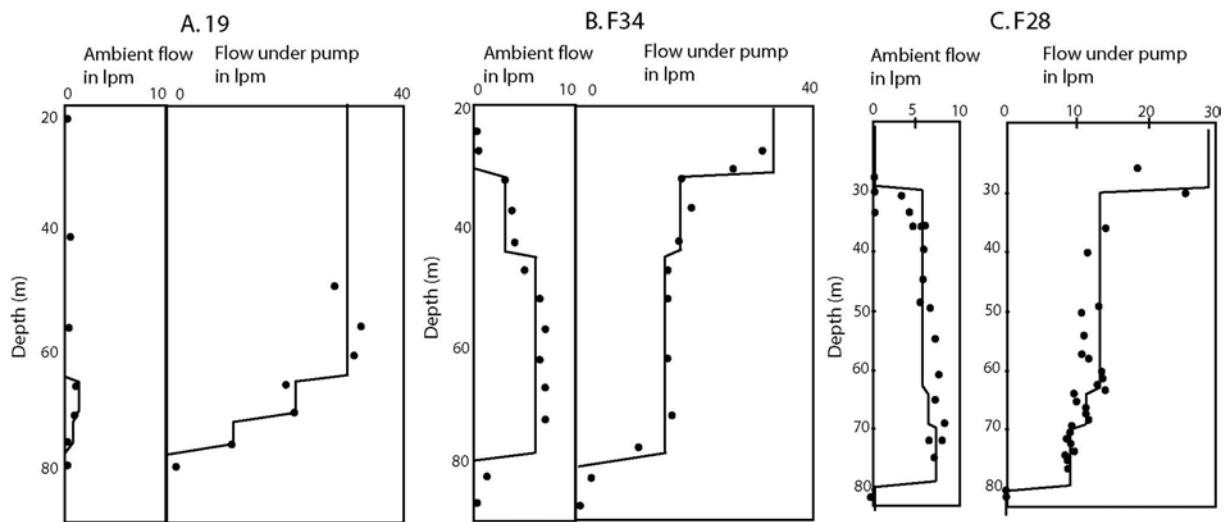 A. 19
Ambient flow
in lpm
Flow under pump
in lpm
0 10 0 40
20
40
60
80
Depth (m)
B. F34
Ambient flow
in lpm
Flow under pump
in lpm
0 10 0 40
20
40
60
80
Depth (m)
C. F28
Ambient flow
in lpm
Flow under pump
in lpm
0 5 10 0 10 20 30
30
40
50
60
70
80
Depth (m)
30
40
50
60
70
80